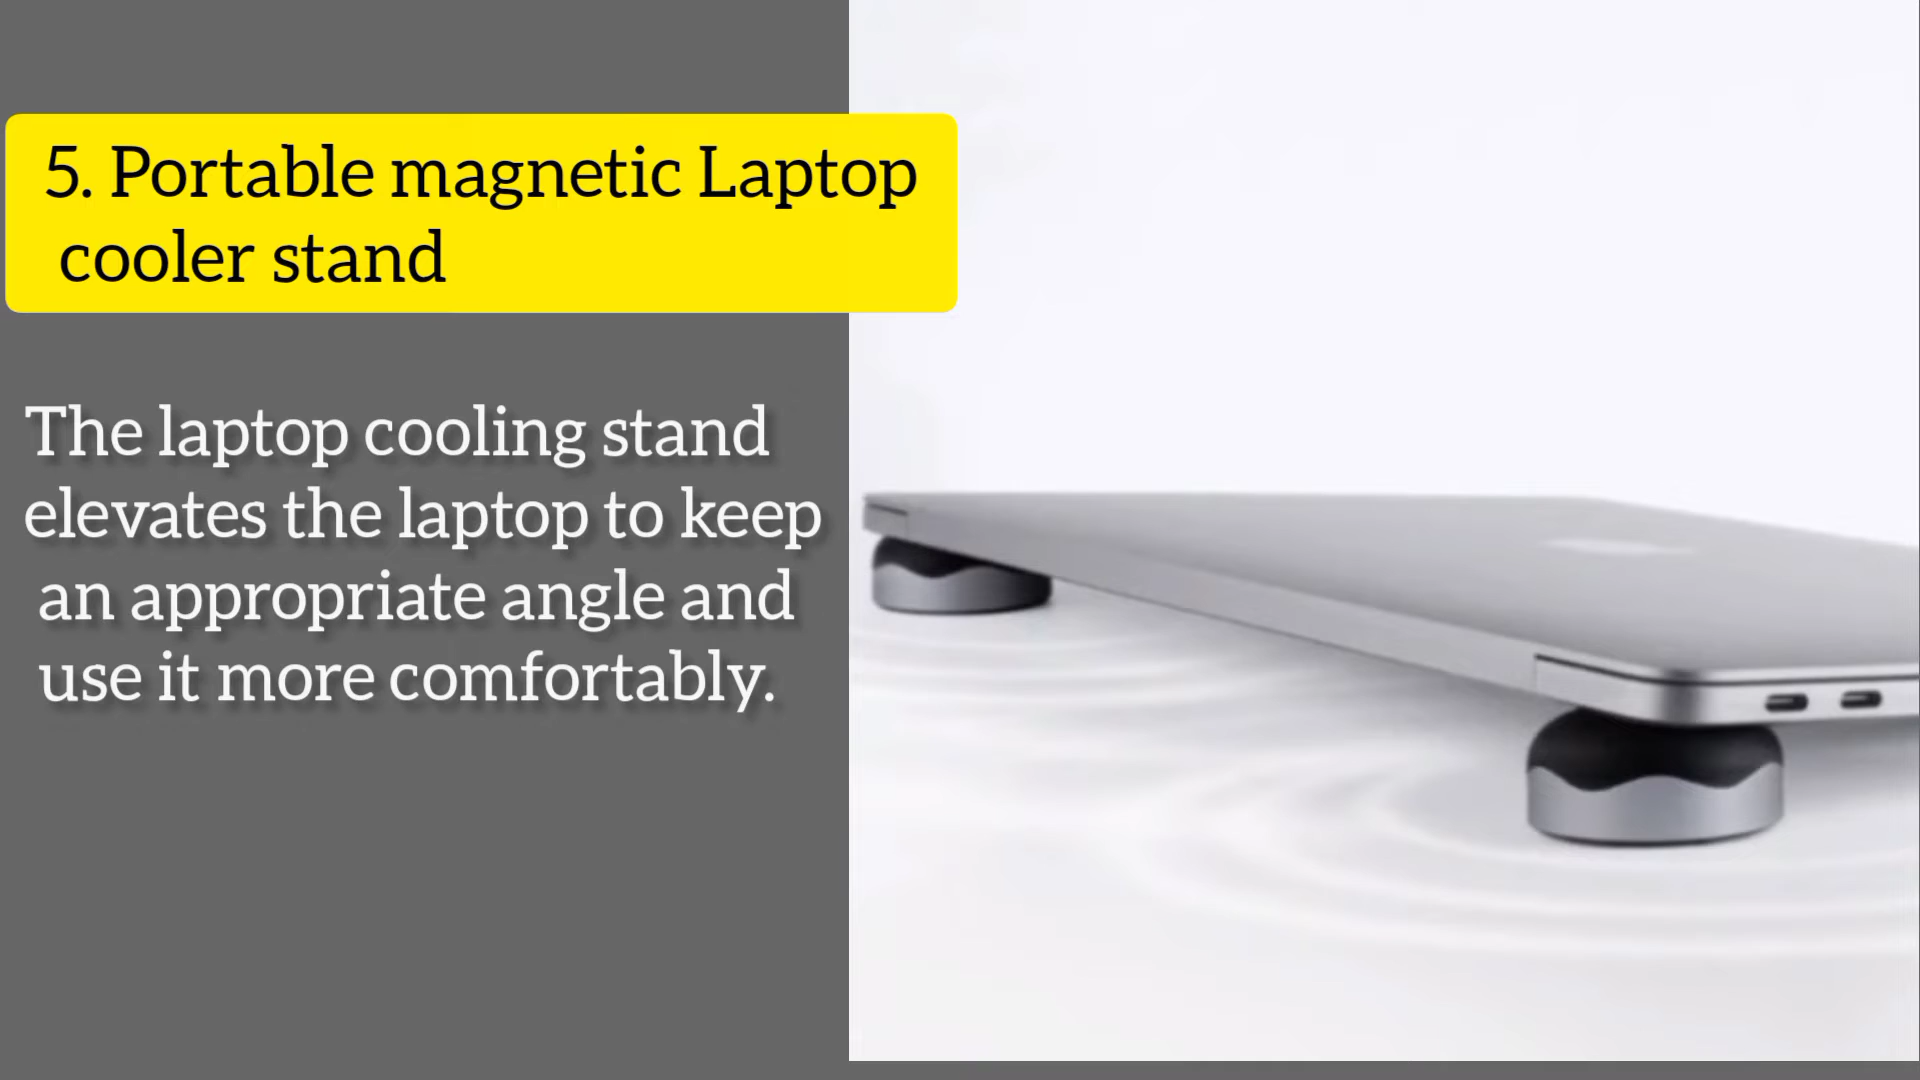 5. Portable magnetic Laptop
cooler stand
The laptop cooling stand
elevates the laptop to keep
an appropriate angle and
use it more comfortably.